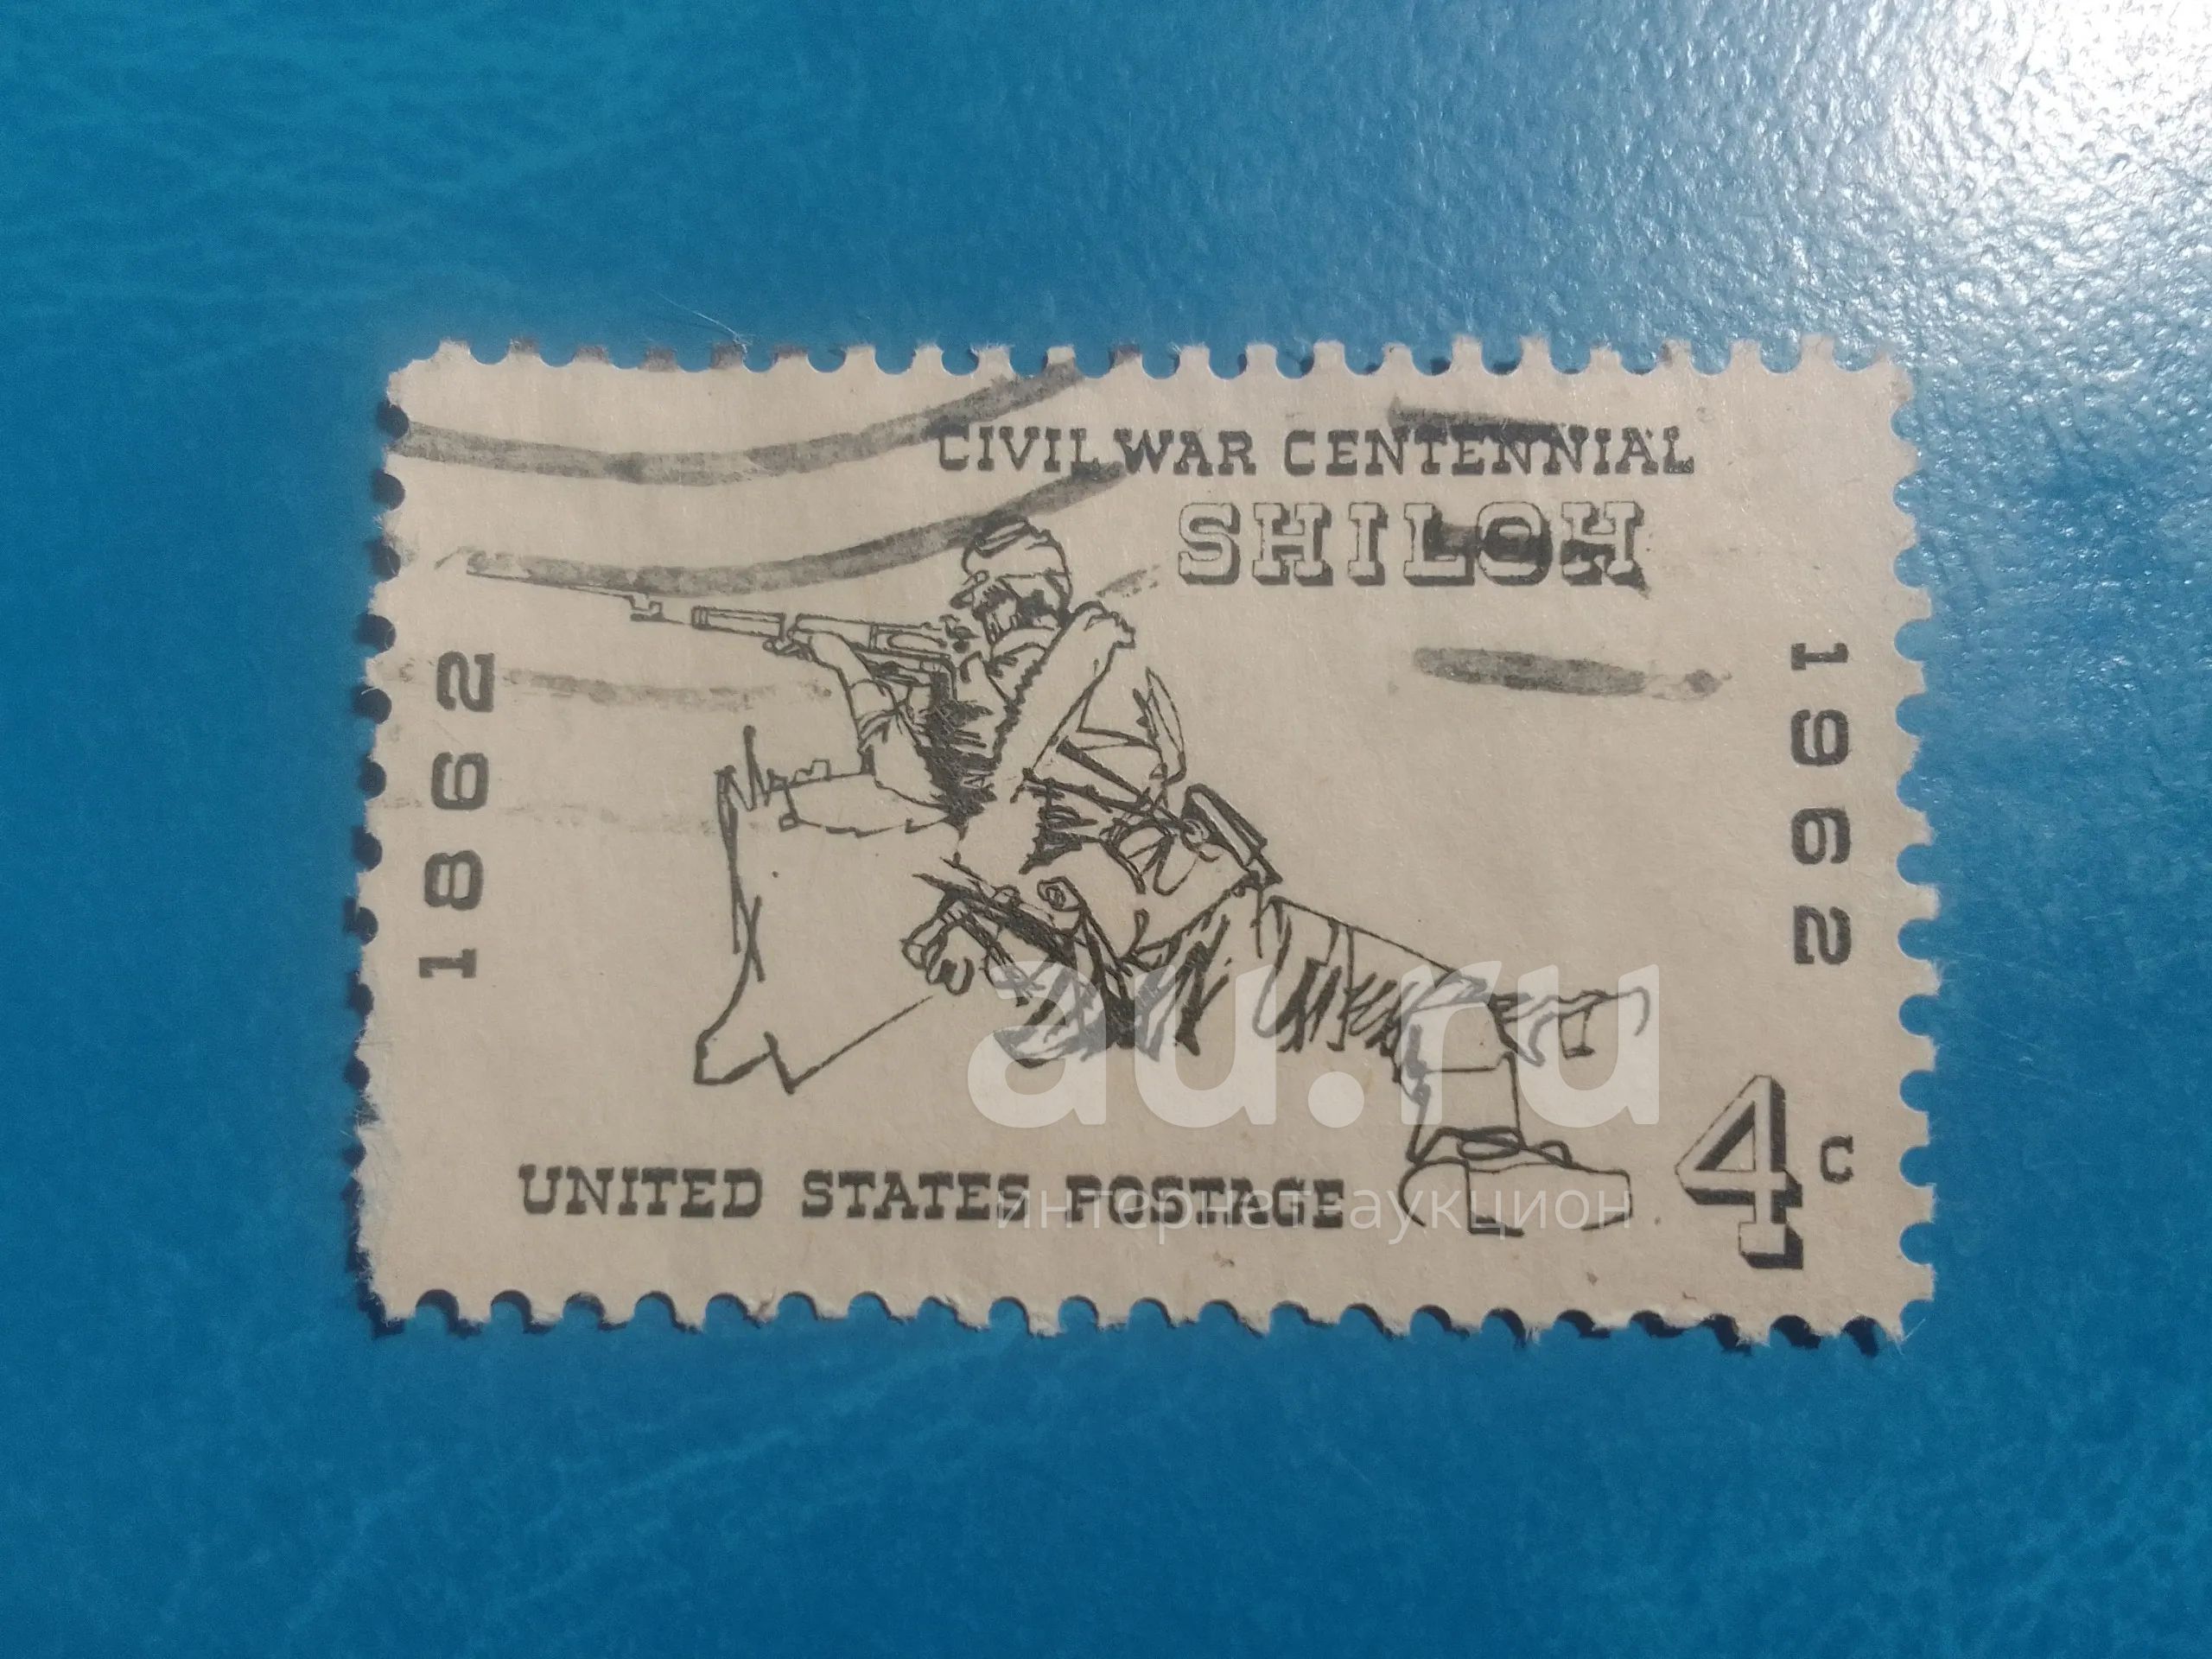 CIVIL WAR CENTENNIAL
SHILOH
1862
1962
au.ru
4c
UNITED STATES POSTAGE
интернет-аукцион